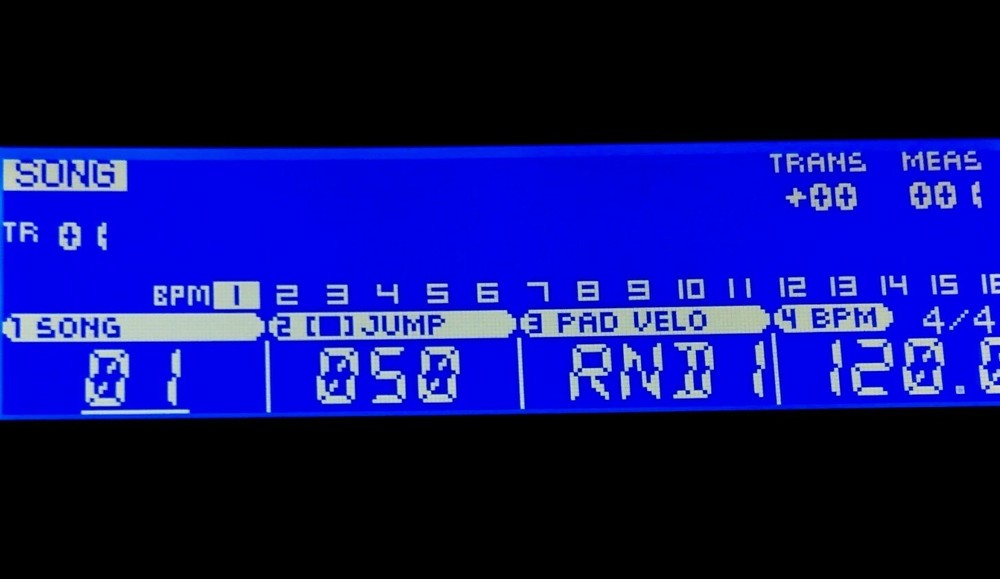 SONG TRANS MEAS
+00 001
TR 01
BPM 1 2 3 4 5 6 7 8 9 10 11 12 13 14 15 16
1 SONG 2 [ ] JUMP 3 PAD VELO 4 BPM 4/4
01 050 RND1 120.0